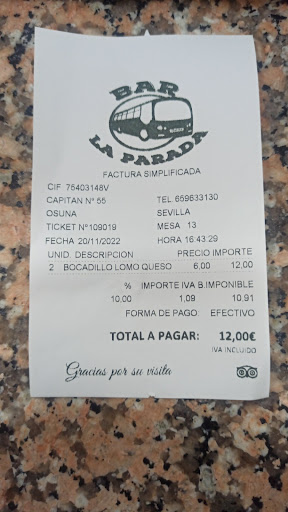 BAR
LA PARADA
FACTURA SIMPLIFICADA
CIF 75403148V
CAPITAN Nº 55 TEL 659633130
OSUNA SEVILLA
TICKET Nº109019 MESA 13
FECHA 20/11/2022 HORA 16:43:29
UNID. DESCRIPCION PRECIO IMPORTE
2 BOCADILLO LOMO QUESO 6,00 12,00
% IMPORTE IVA B.IMPONIBLE
10.00 1,09 10.91
FORMA DE PAGO: EFECTIVO
TOTAL A PAGAR: 12,00€
IVA INCLUIDO
Gracias por su visita